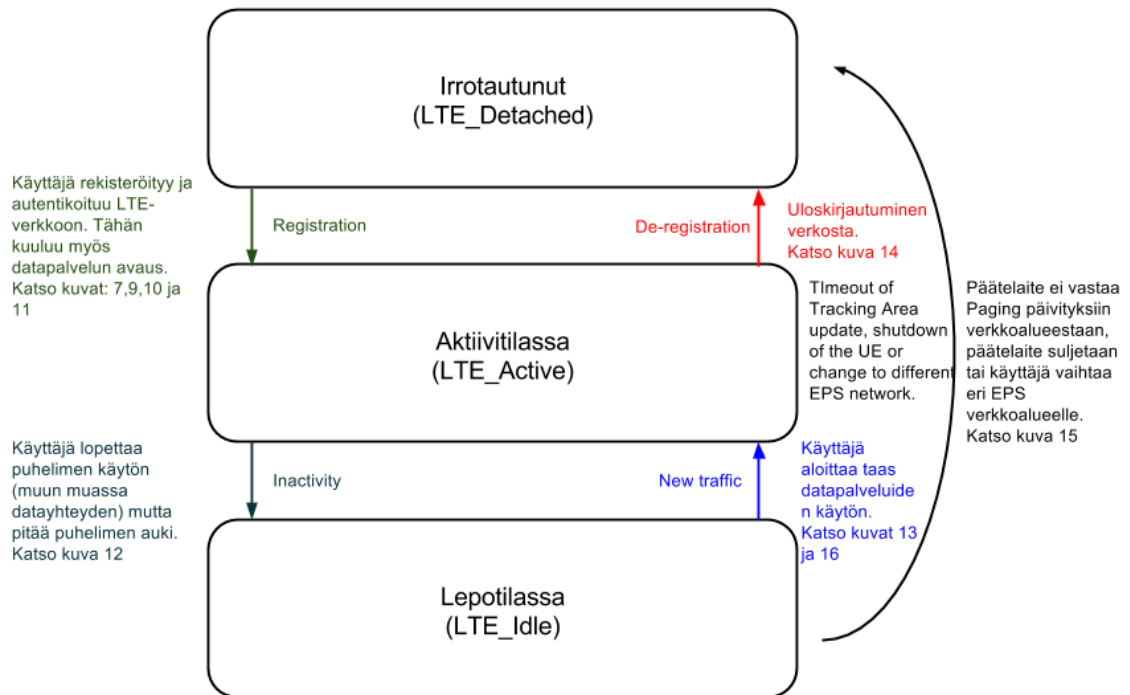 Irrotautunut
(LTE_Detached)
Käyttäjä rekisteröityy ja
autentikoituu LTE-
verkkoon. Tähän
kuuluu myös
datapalvelun avaus.
Katso kuvat: 7,9,10 ja
11
Registration
De-registration
Uloskirjautuminen
verkosta.
Katso kuva 14
Aktiivitilassa
(LTE_Active)
TImeout of
Tracking Area
update, shutdown
of the UE or
change to different
EPS network.
Päätelaite ei vastaa
Paging päivityksiin
verkkoalueestaan,
päätelaite suljetaan
tai käyttäjä vaihtaa
eri EPS
verkkoalueelle.
Katso kuva 15
Käyttäjä lopettaa
puhelimen käytön
(muun muassa
datayhteyden) mutta
pitää puhelimen auki.
Katso kuva 12
Inactivity
New traffic
Käyttäjä
aloittaa taas
datapalveluide
n käytön.
Katso kuvat 13
ja 16
Lepotilassa
(LTE_Idle)